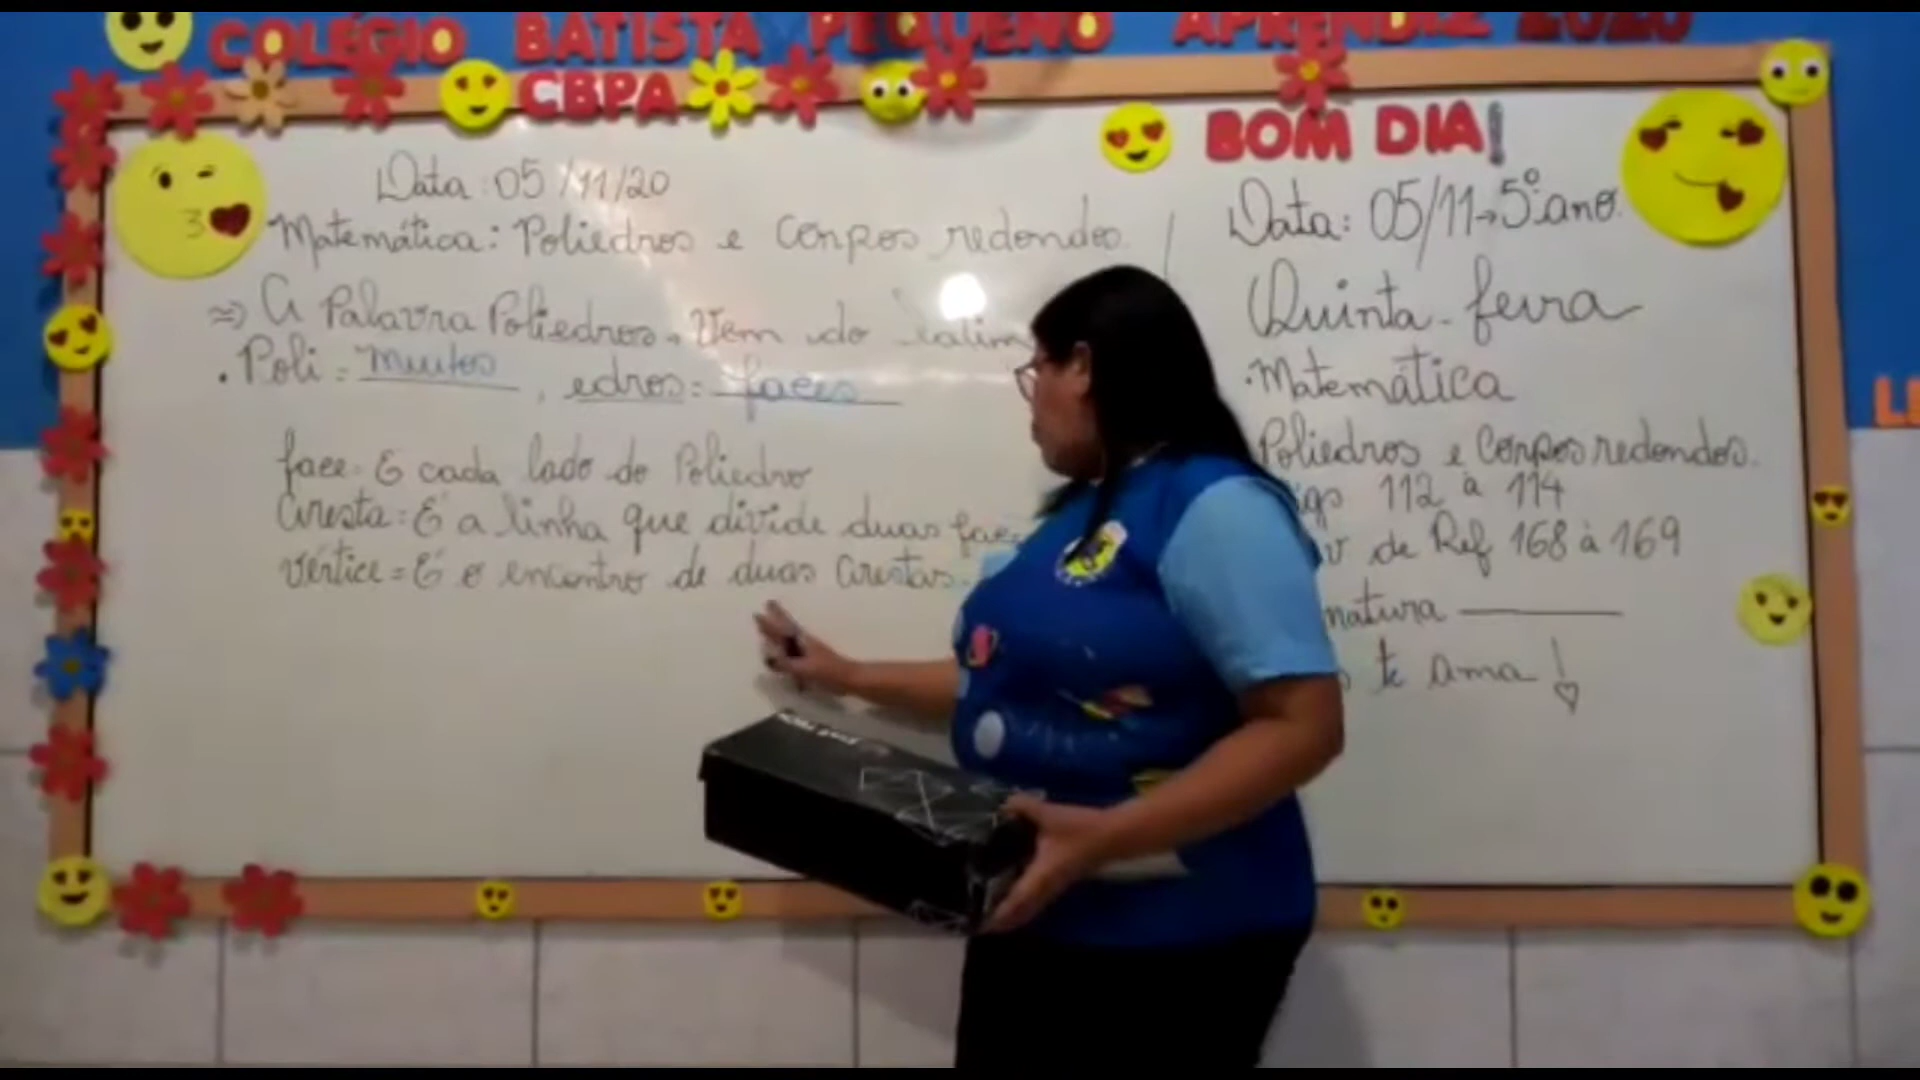 COLÉGIO BATISTA PEQUENO APRENDIZ 2020
CBPA
BOM DIA!
Data: 05/11/20
Matemática: Poliedros e Corpos redondos.
=> A Palavra Poliedros, Vem do Latim
. Poli = Muitos, edros = faces
face = É cada lado do Poliedro
Aresta: É a linha que divide duas
Vértice = É o encontro de duas Arestas.
Data: 05/11→5º ano.
Quinta-feira
. Matemática
Poliedros e Corpos redondos.
112 à 114
de Ref 168 à 169
te ama!